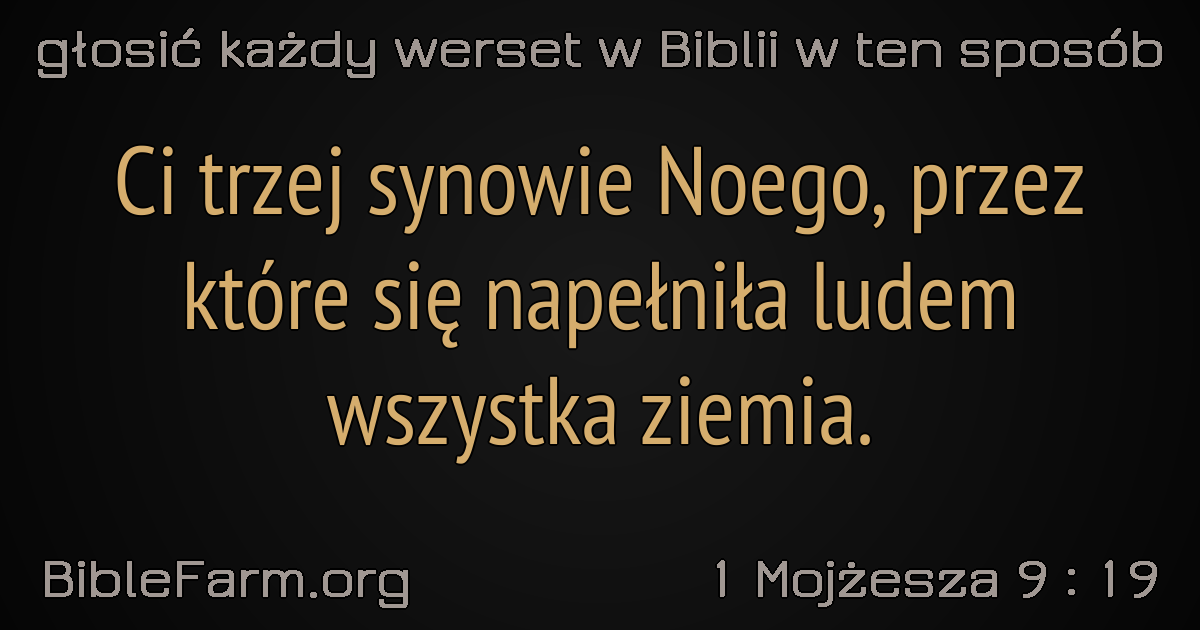 głosić każdy werset w Biblii w ten sposób
Ci trzej synowie Noego, przez
które się napełniła ludem
wszystka ziemia.
BibleFarm.org
1 Mojżesza 9 : 19